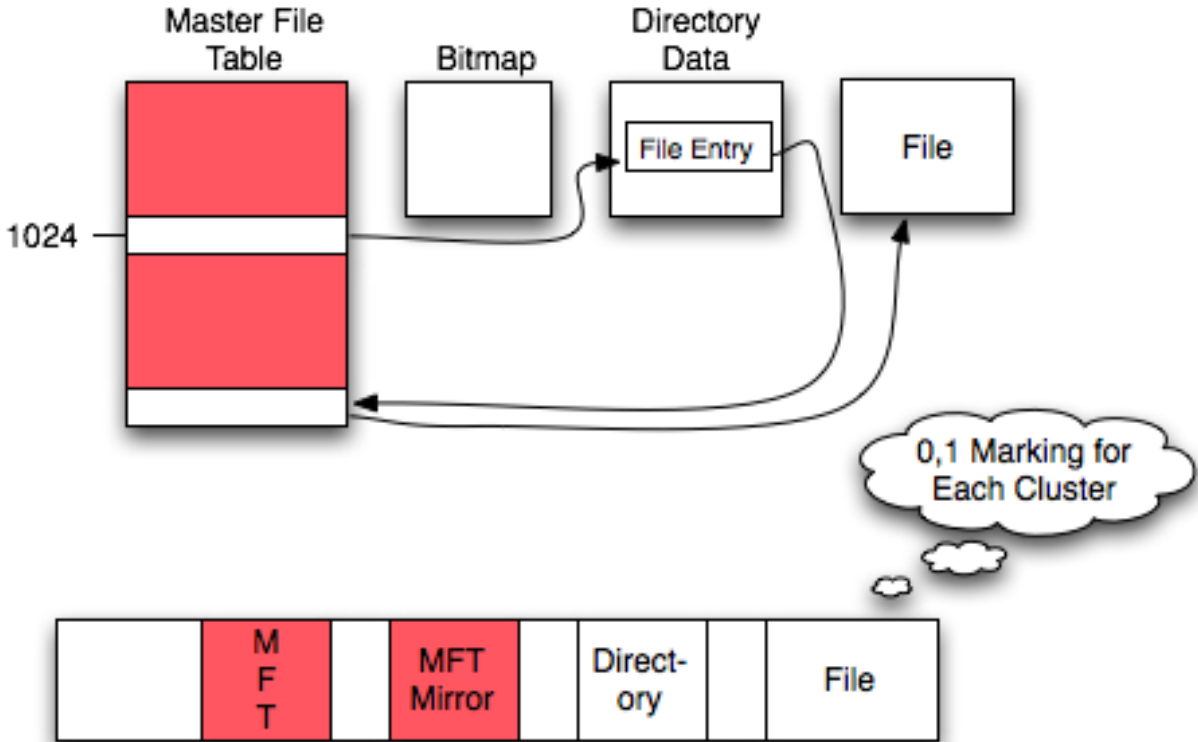 Master File
Table
Bitmap
Directory
Data
File Entry
File
1024
0,1 Marking for
Each Cluster
M
F
T
MFT
Mirror
Direct-
ory
File